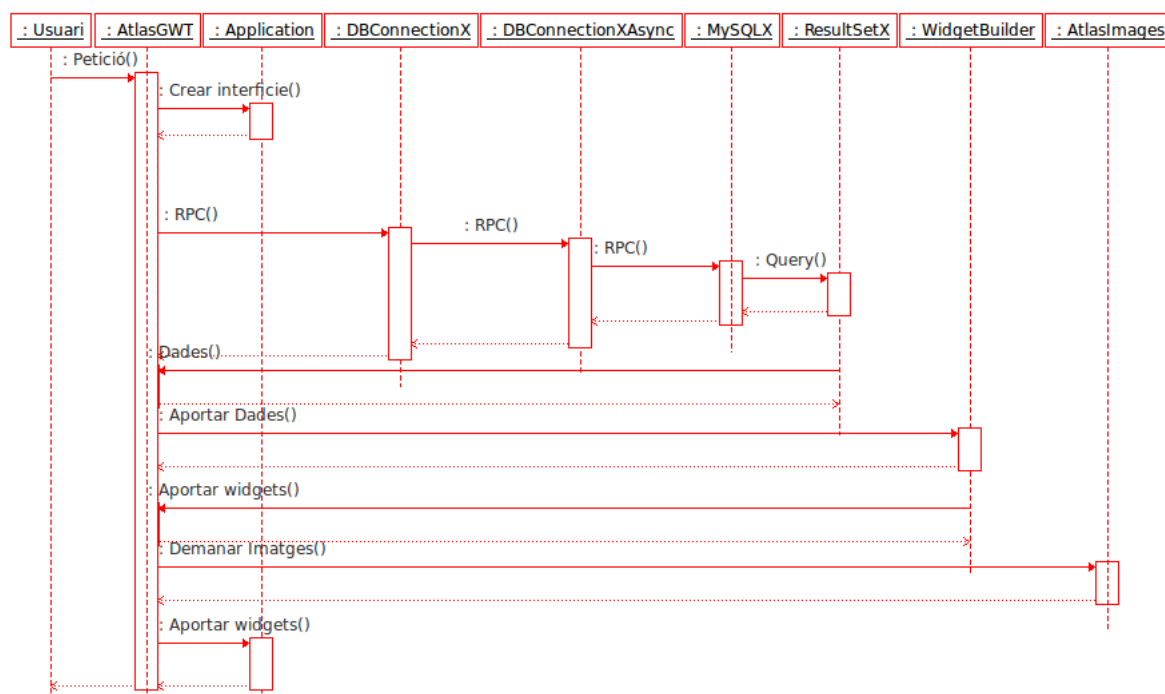 : Usuari : AtlasGWT : Application : DBConnectionX : DBConnectionXAsync : MySQLX : ResultSetX : WidgetBuilder : AtlasImages
: Petició()
: Crear interficie()
: RPC()
: RPC()
: RPC()
: Query()
: Dades()
: Aportar Dades()
: Aportar widgets()
: Demanar Imatges()
: Aportar widgets()